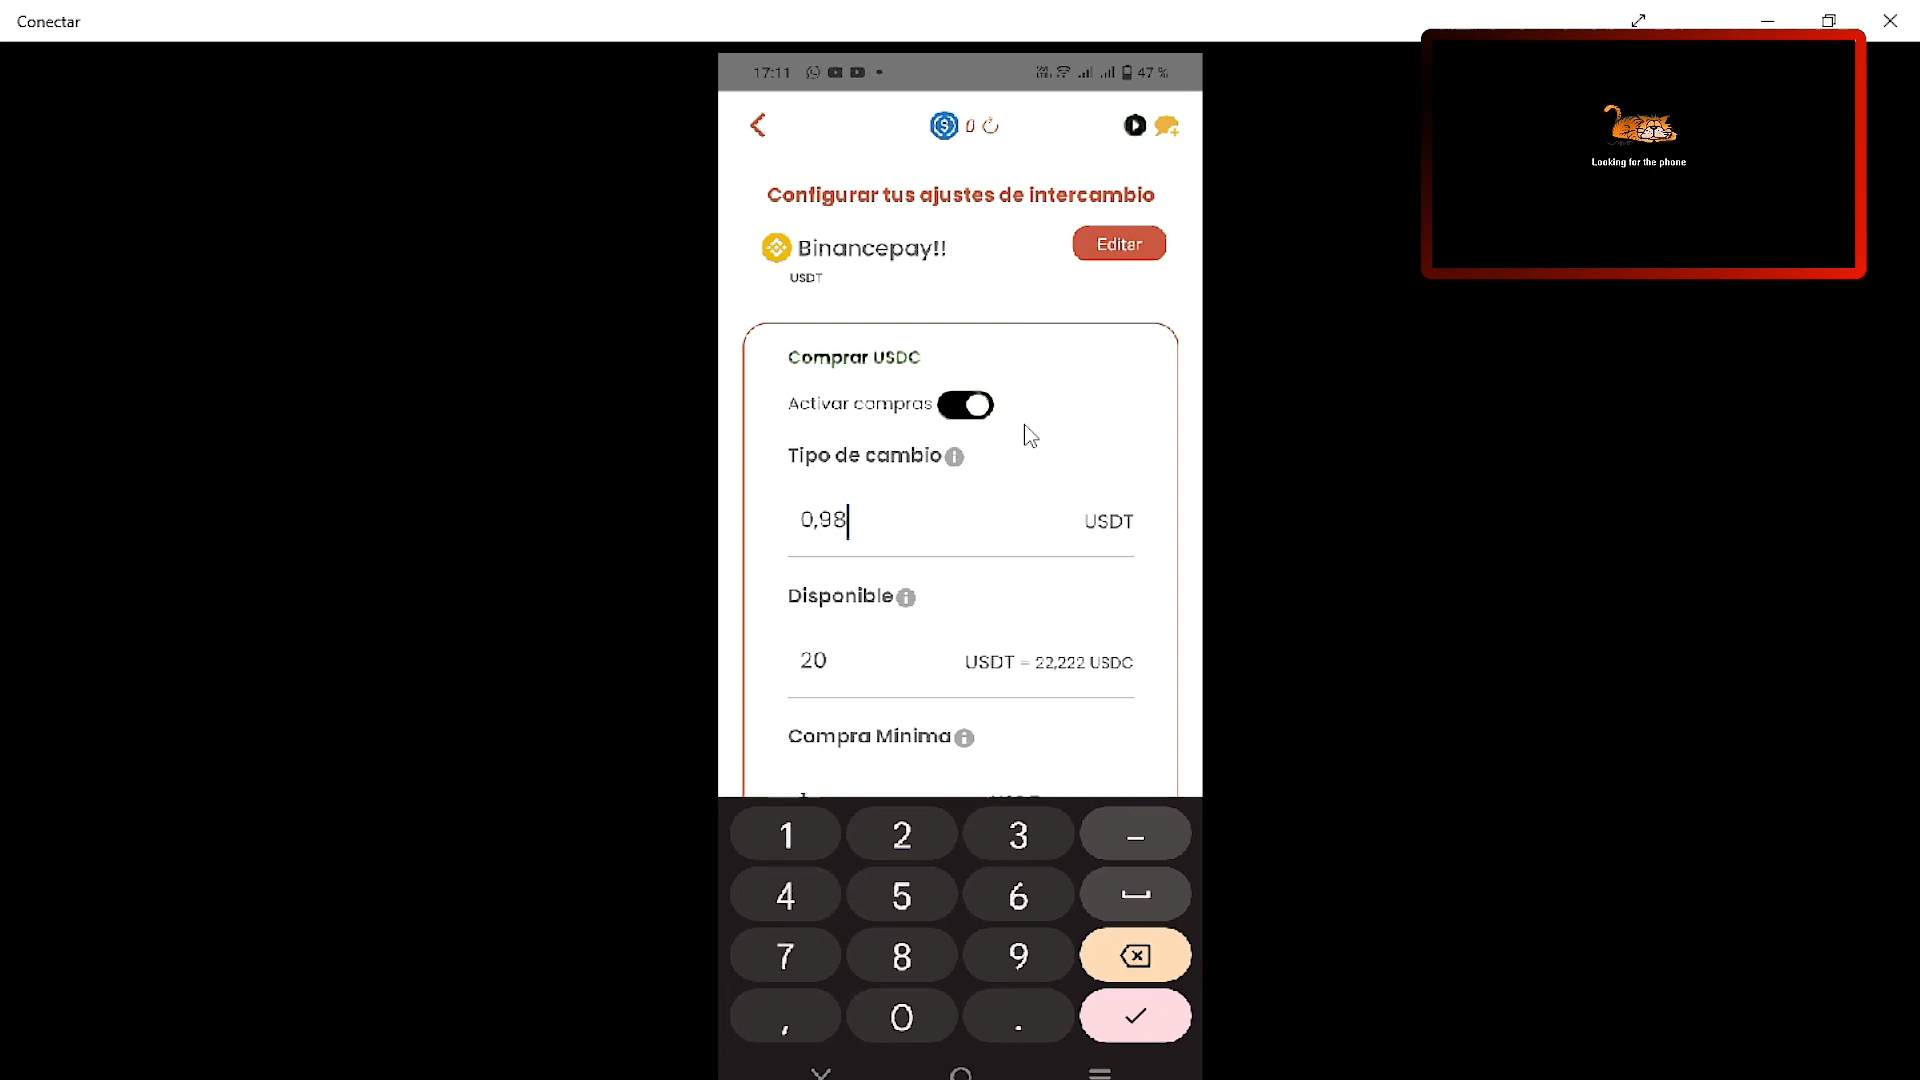 Conectar
17:11
47 %
0
Looking for the phone
Configurar tus ajustes de intercambio
Binancepay!!
Editar
USDT
Comprar USDC
Activar compras
Tipo de cambio
0,98
USDT
Disponible
20
USDT = 22,222 USDC
Compra Mínima
1 2 3 –
4 5 6
7 8 9
, 0 .